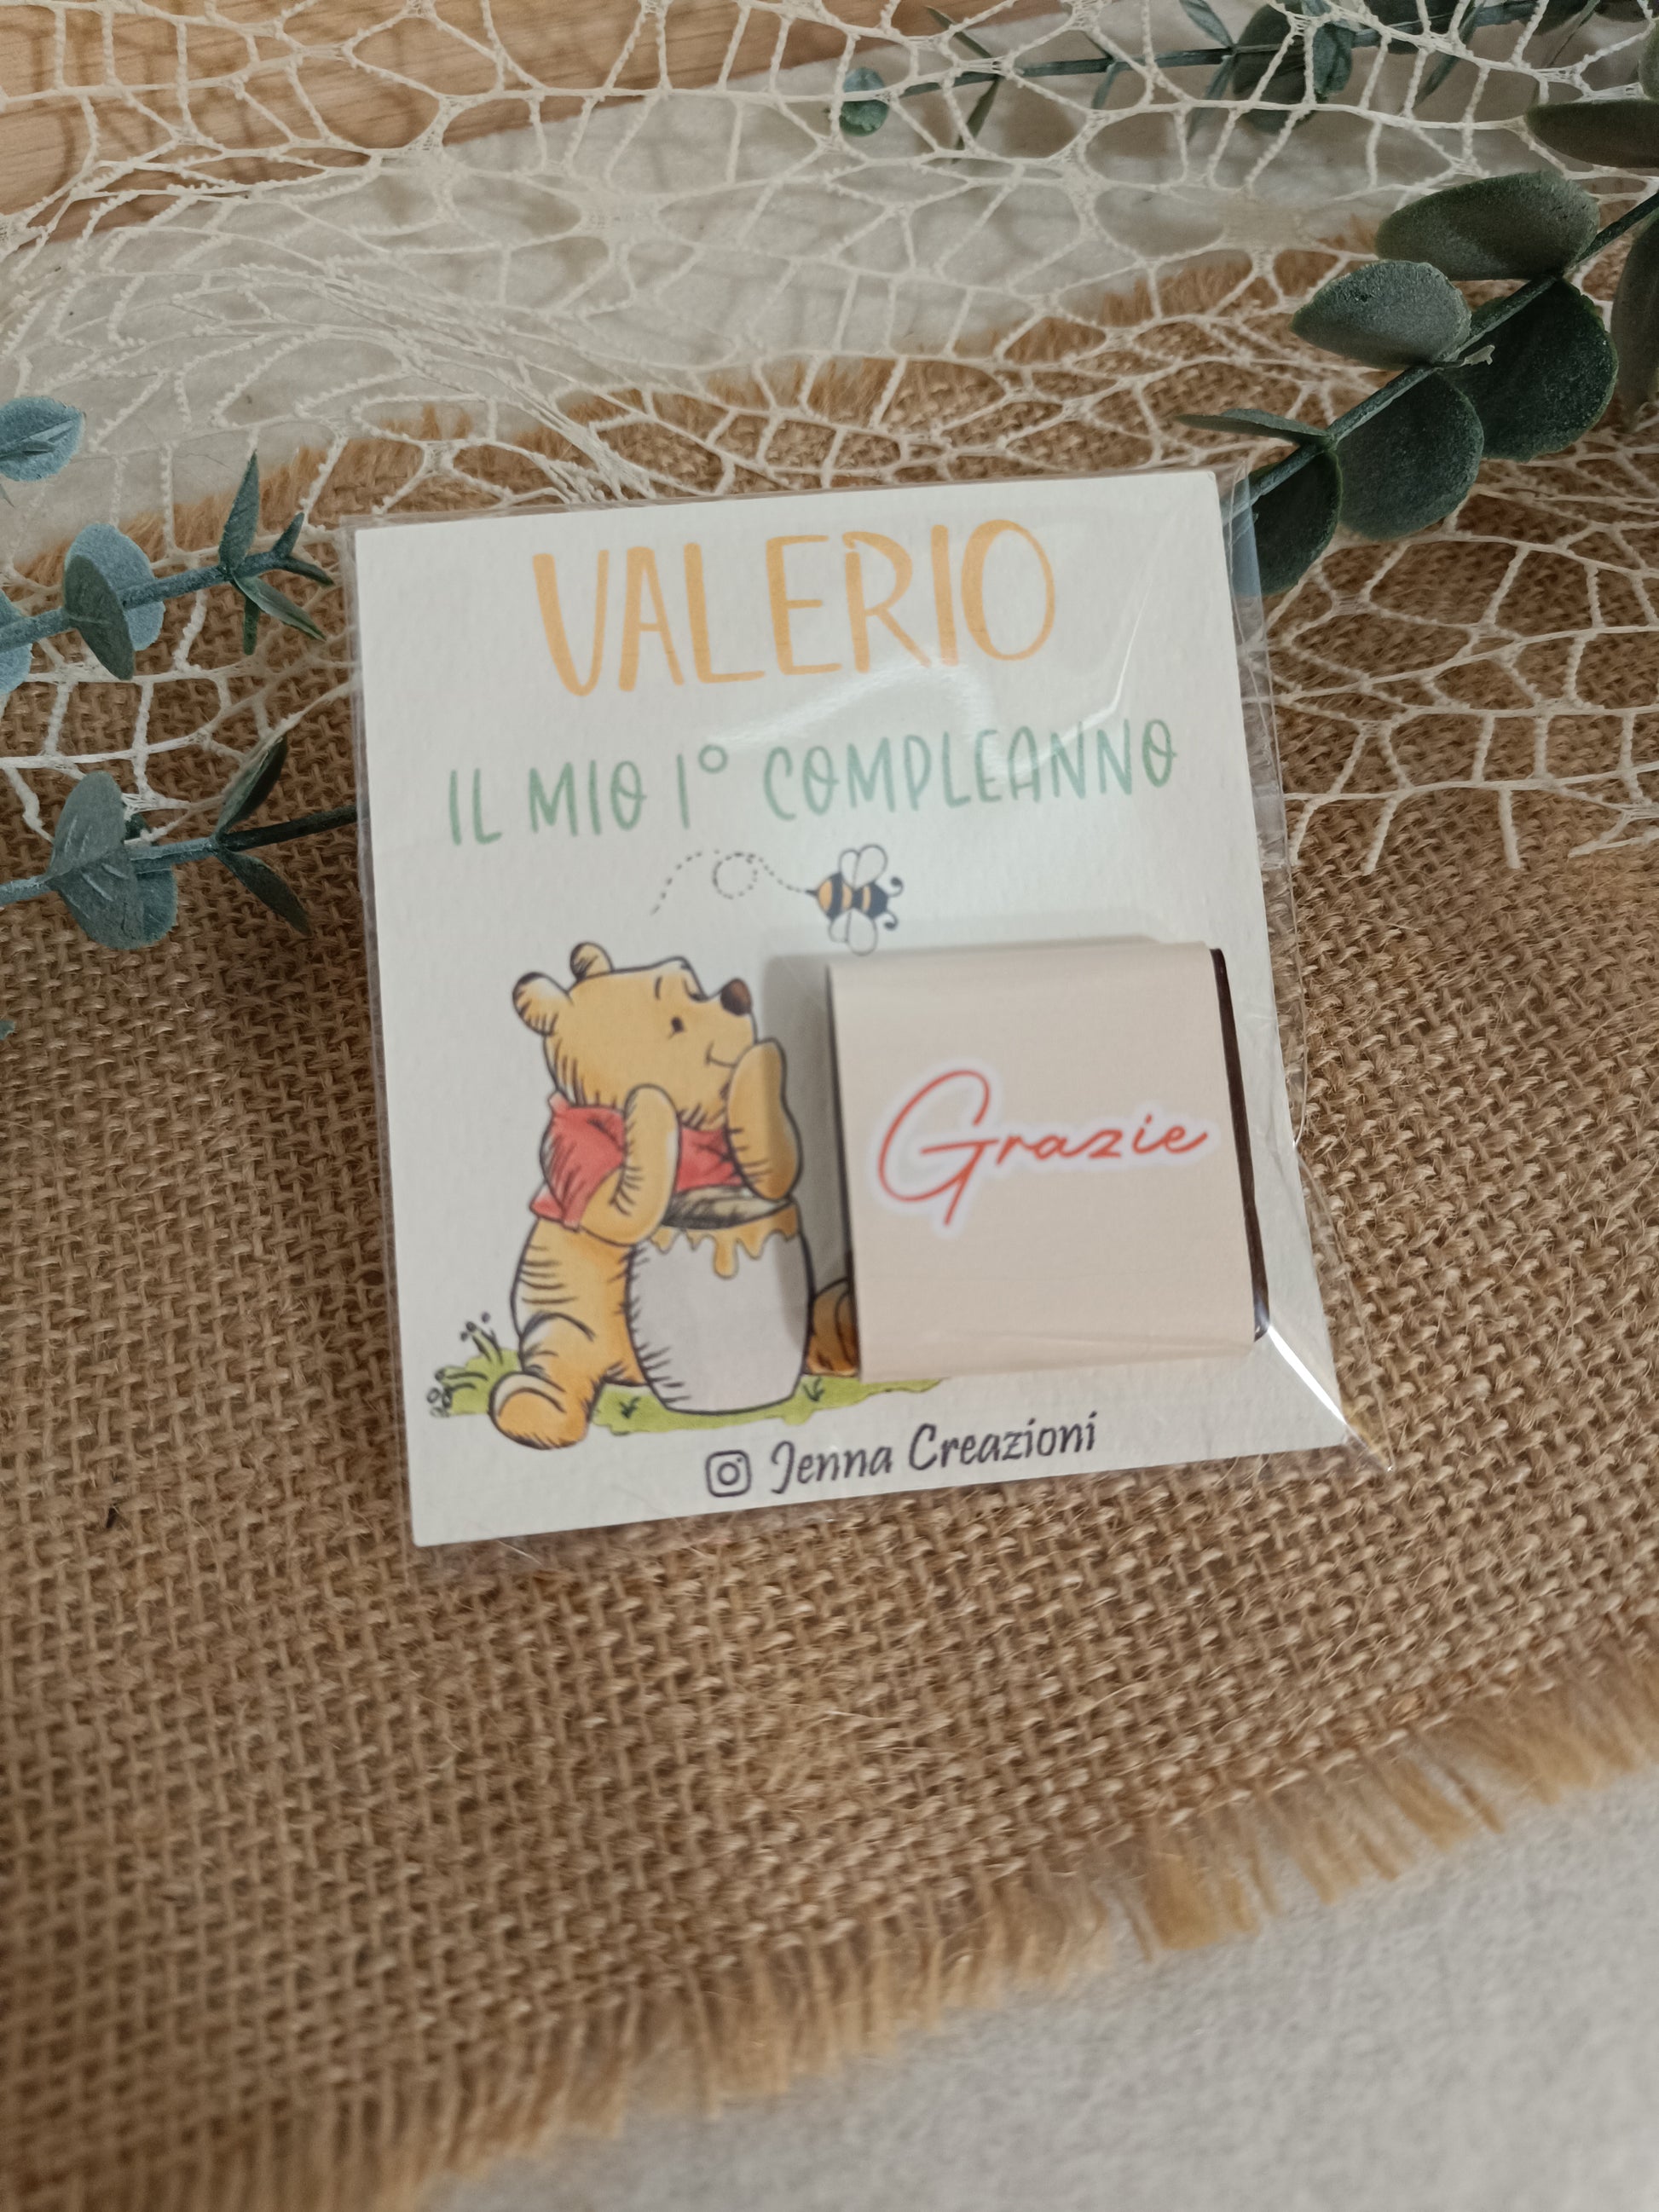 VALERIO
IL MIO 1° COMPLEANNO
Grazie
Jenna Creazioni